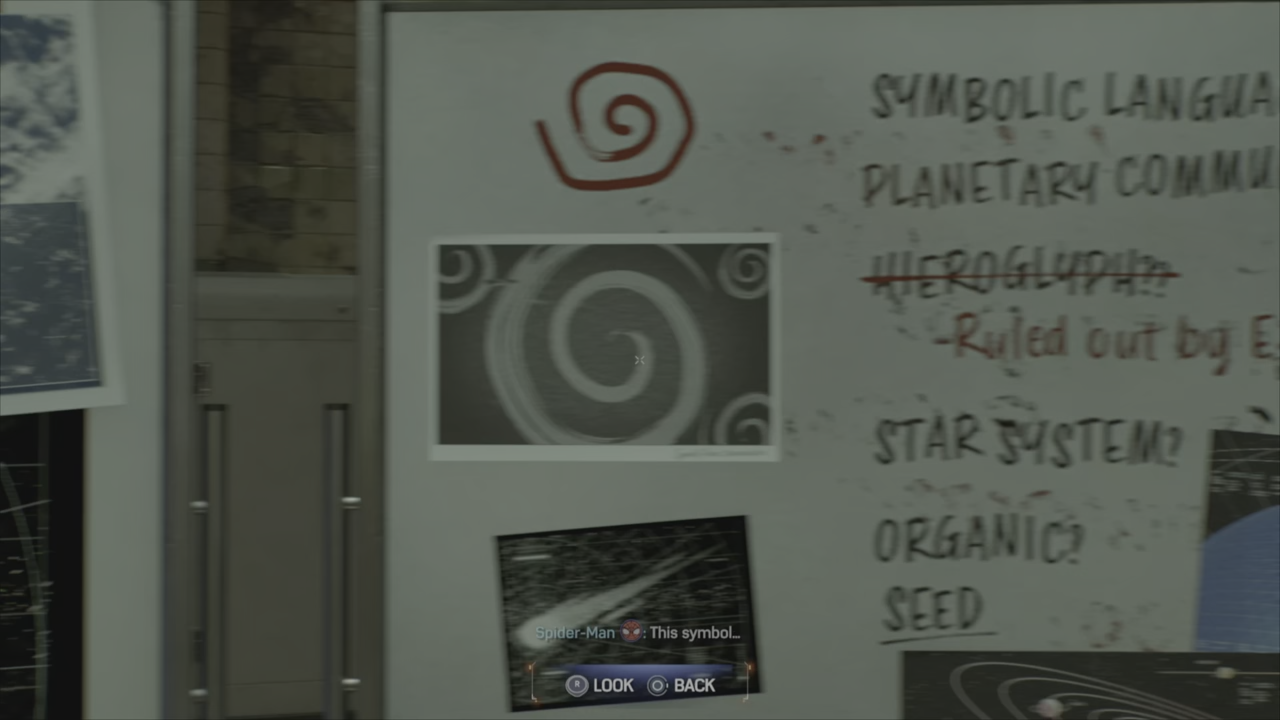 SYMBOLIC LANGUA
PLANETARY COMMU
HIEROGLYPH??
-Ruled out by E
STAR SYSTEM?
ORGANIC?
SEED
Spider-Man : This symbol...
R LOOK BACK